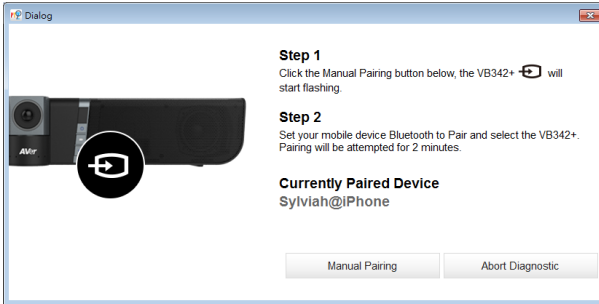 Dialog
Step 1
Click the Manual Pairing button below, the VB342+ will
start flashing.
Step 2
Set your mobile device Bluetooth to Pair and select the VB342+.
Pairing will be attempted for 2 minutes.
AVer
Currently Paired Device
Sylviah@iPhone
Manual Pairing
Abort Diagnostic